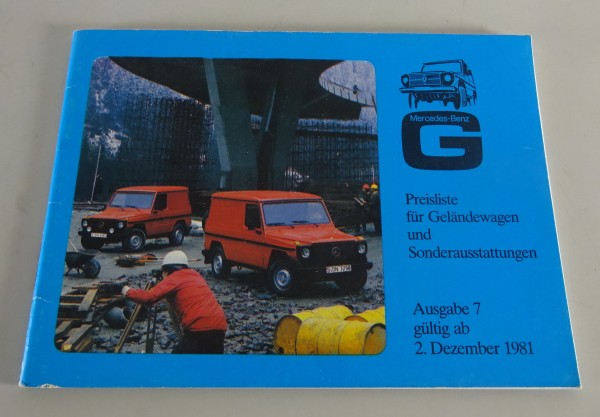 Mercedes-Benz
G
Preisliste
für Geländewagen
und
Sonderausstattungen
Ausgabe 7
gültig ab
2. Dezember 1981